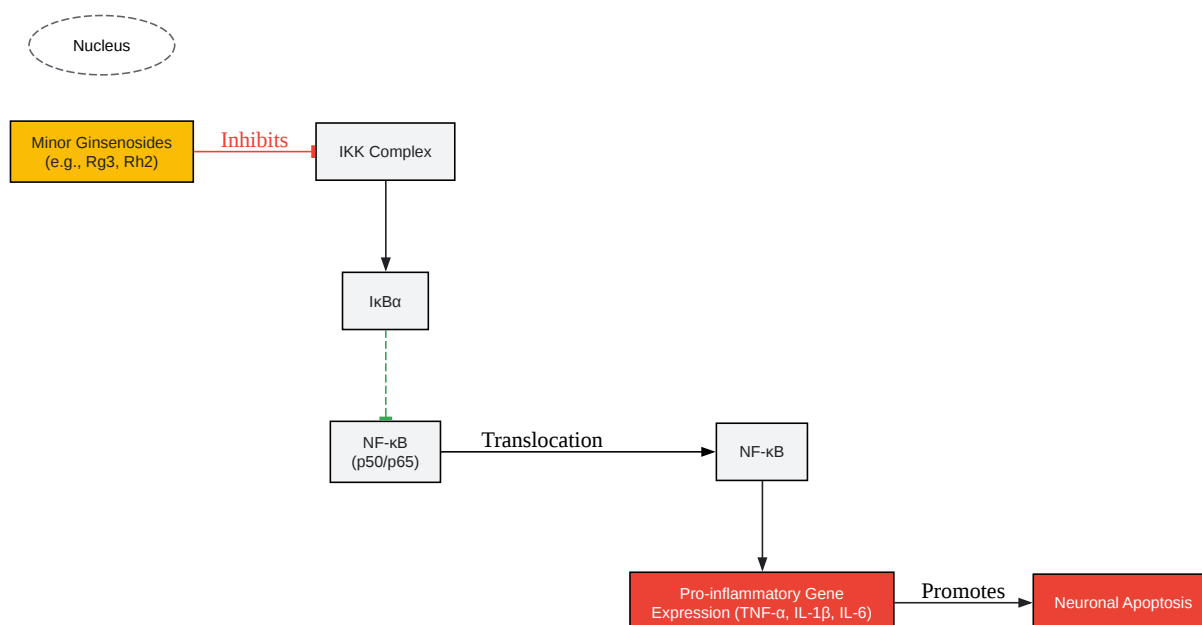 Nucleus
Minor Ginsenosides
(e.g., Rg3, Rh2)
Inhibits
IKK Complex
IκBα
NF-κB
(p50/p65)
Translocation
NF-κB
Pro-inflammatory Gene
Expression (TNF-α, IL-1β, IL-6)
Promotes
Neuronal Apoptosis